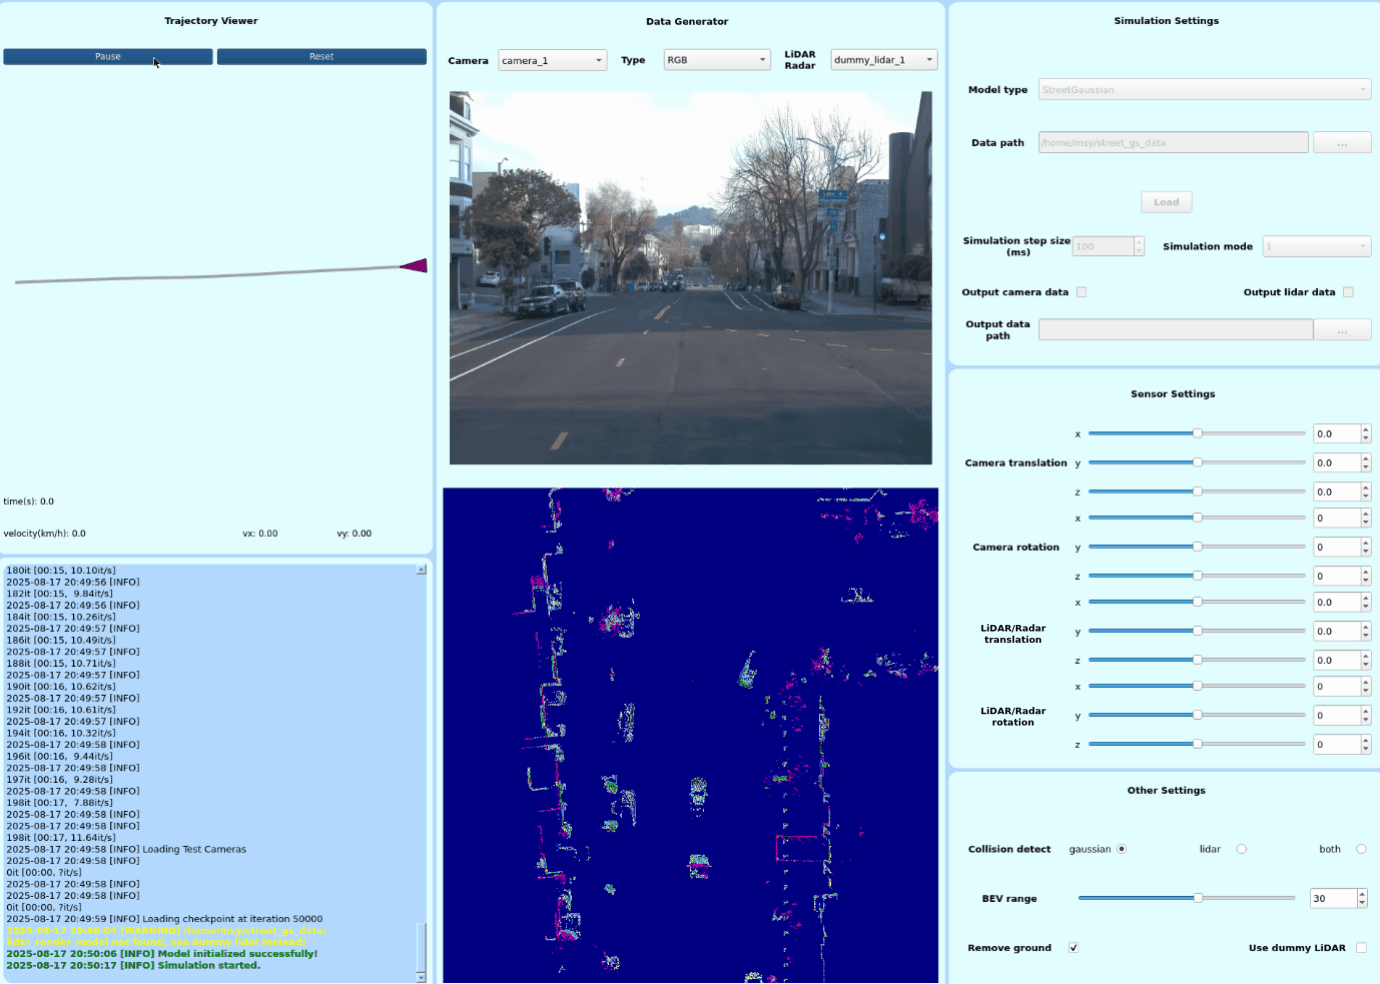 Trajectory Viewer
Pause
Reset
time(s): 0.0
velocity(km/h): 0.0
vx: 0.00
vy: 0.00
180it [00:15, 10.10it/s]
2025-08-17 20:49:56 [INFO]
182it [00:15,  9.84it/s]
2025-08-17 20:49:56 [INFO]
184it [00:15, 10.26it/s]
2025-08-17 20:49:57 [INFO]
186it [00:15, 10.49it/s]
2025-08-17 20:49:57 [INFO]
188it [00:15, 10.71it/s]
2025-08-17 20:49:57 [INFO]
190it [00:16, 10.62it/s]
2025-08-17 20:49:57 [INFO]
192it [00:16, 10.61it/s]
2025-08-17 20:49:57 [INFO]
194it [00:16, 10.32it/s]
2025-08-17 20:49:58 [INFO]
196it [00:16,  9.44it/s]
2025-08-17 20:49:58 [INFO]
197it [00:16,  9.28it/s]
2025-08-17 20:49:58 [INFO]
198it [00:17,  7.88it/s]
2025-08-17 20:49:58 [INFO]
2025-08-17 20:49:58 [INFO]
198it [00:17, 11.64it/s]
2025-08-17 20:49:58 [INFO] Loading Test Cameras
2025-08-17 20:49:58 [INFO]
0it [00:00, ?it/s]
2025-08-17 20:49:58 [INFO]
2025-08-17 20:49:58 [INFO]
0it [00:00, ?it/s]
2025-08-17 20:49:59 [INFO] Loading checkpoint at iteration 50000
2025-08-17 20:50:04 [WARNING] /home/msy/street_gs_data/
lidar render model not found, use dummy lidar instead!
2025-08-17 20:50:06 [INFO] Model initialized successfully!
2025-08-17 20:50:17 [INFO] Simulation started.
Data Generator
Camera
camera_1
Type
RGB
LiDAR
Radar
dummy_lidar_1
Simulation Settings
Model type
StreetGaussian
Data path
/home/msy/street_gs_data
...
Load
Simulation step size
(ms)
100
Simulation mode
1
Output camera data
Output lidar data
Output data
path
...
Sensor Settings
Camera translation
x
0.0
y
0.0
z
0.0
Camera rotation
x
0
y
0
z
0
LiDAR/Radar
translation
x
0.0
y
0.0
z
0.0
LiDAR/Radar
rotation
x
0
y
0
z
0
Other Settings
Collision detect
gaussian
lidar
both
BEV range
30
Remove ground
Use dummy LiDAR